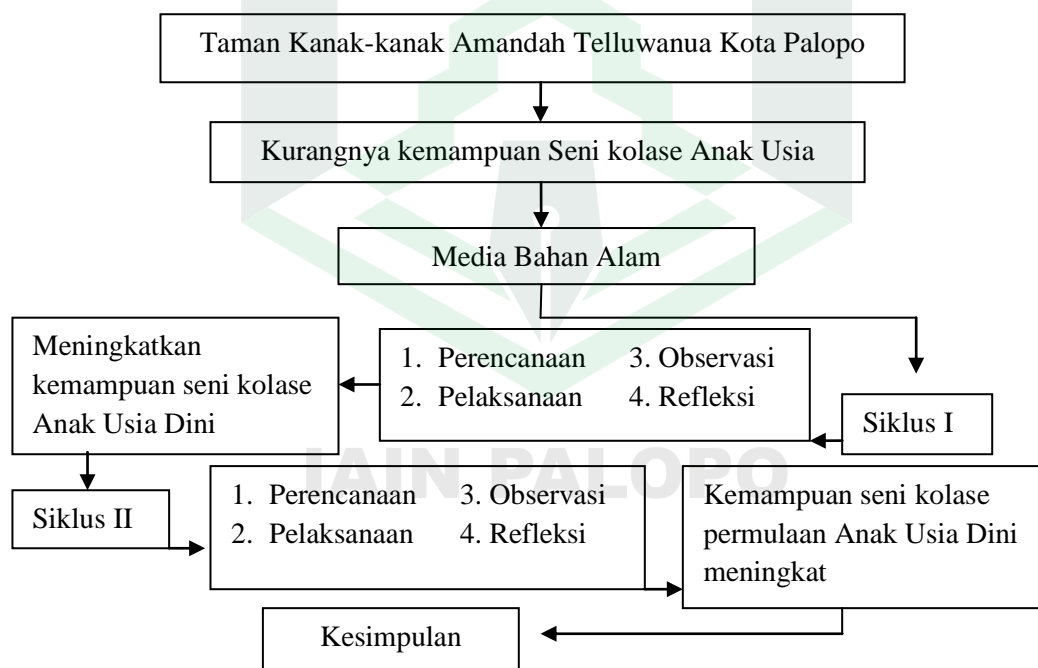 Taman Kanak-kanak Amandah Telluwanua Kota Palopo
Kurangnya kemampuan Seni kolase Anak Usia
Media Bahan Alam
Siklus I
1. Perencanaan 3. Observasi
2. Pelaksanaan 4. Refleksi
Meningkatkan
kemampuan seni kolase
Anak Usia Dini
Siklus II
1. Perencanaan 3. Observasi
2. Pelaksanaan 4. Refleksi
Kemampuan seni kolase
permulaan Anak Usia Dini
meningkat
Kesimpulan
IAIN PALOPO